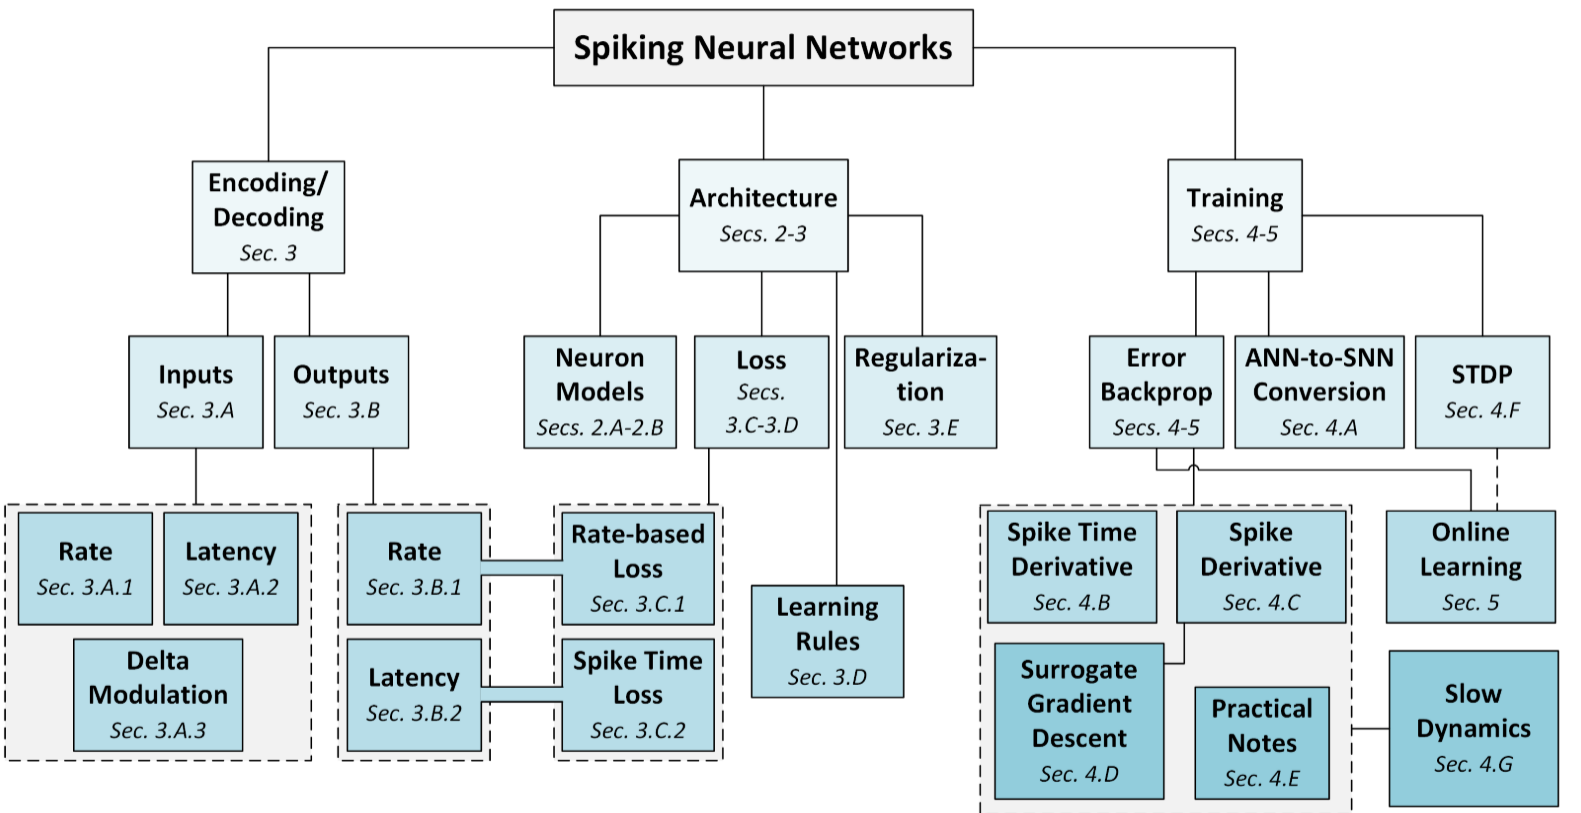 Spiking Neural Networks
Encoding/
Decoding
Sec. 3
Architecture
Secs. 2-3
Training
Secs. 4-5
Inputs
Sec. 3.A
Outputs
Sec. 3.B
Neuron
Models
Secs. 2.A-2.B
Loss
Secs.
3.C-3.D
Regulariza-
tion
Sec. 3.E
Error
Backprop
Secs. 4-5
ANN-to-SNN
Conversion
Sec. 4.A
STDP
Sec. 4.F
Rate
Sec. 3.A.1
Latency
Sec. 3.A.2
Delta
Modulation
Sec. 3.A.3
Rate
Sec. 3.B.1
Latency
Sec. 3.B.2
Rate-based
Loss
Sec. 3.C.1
Spike Time
Loss
Sec. 3.C.2
Learning
Rules
Sec. 3.D
Spike Time
Derivative
Sec. 4.B
Spike
Derivative
Sec. 4.C
Surrogate
Gradient
Descent
Sec. 4.D
Practical
Notes
Sec. 4.E
Online
Learning
Sec. 5
Slow
Dynamics
Sec. 4.G